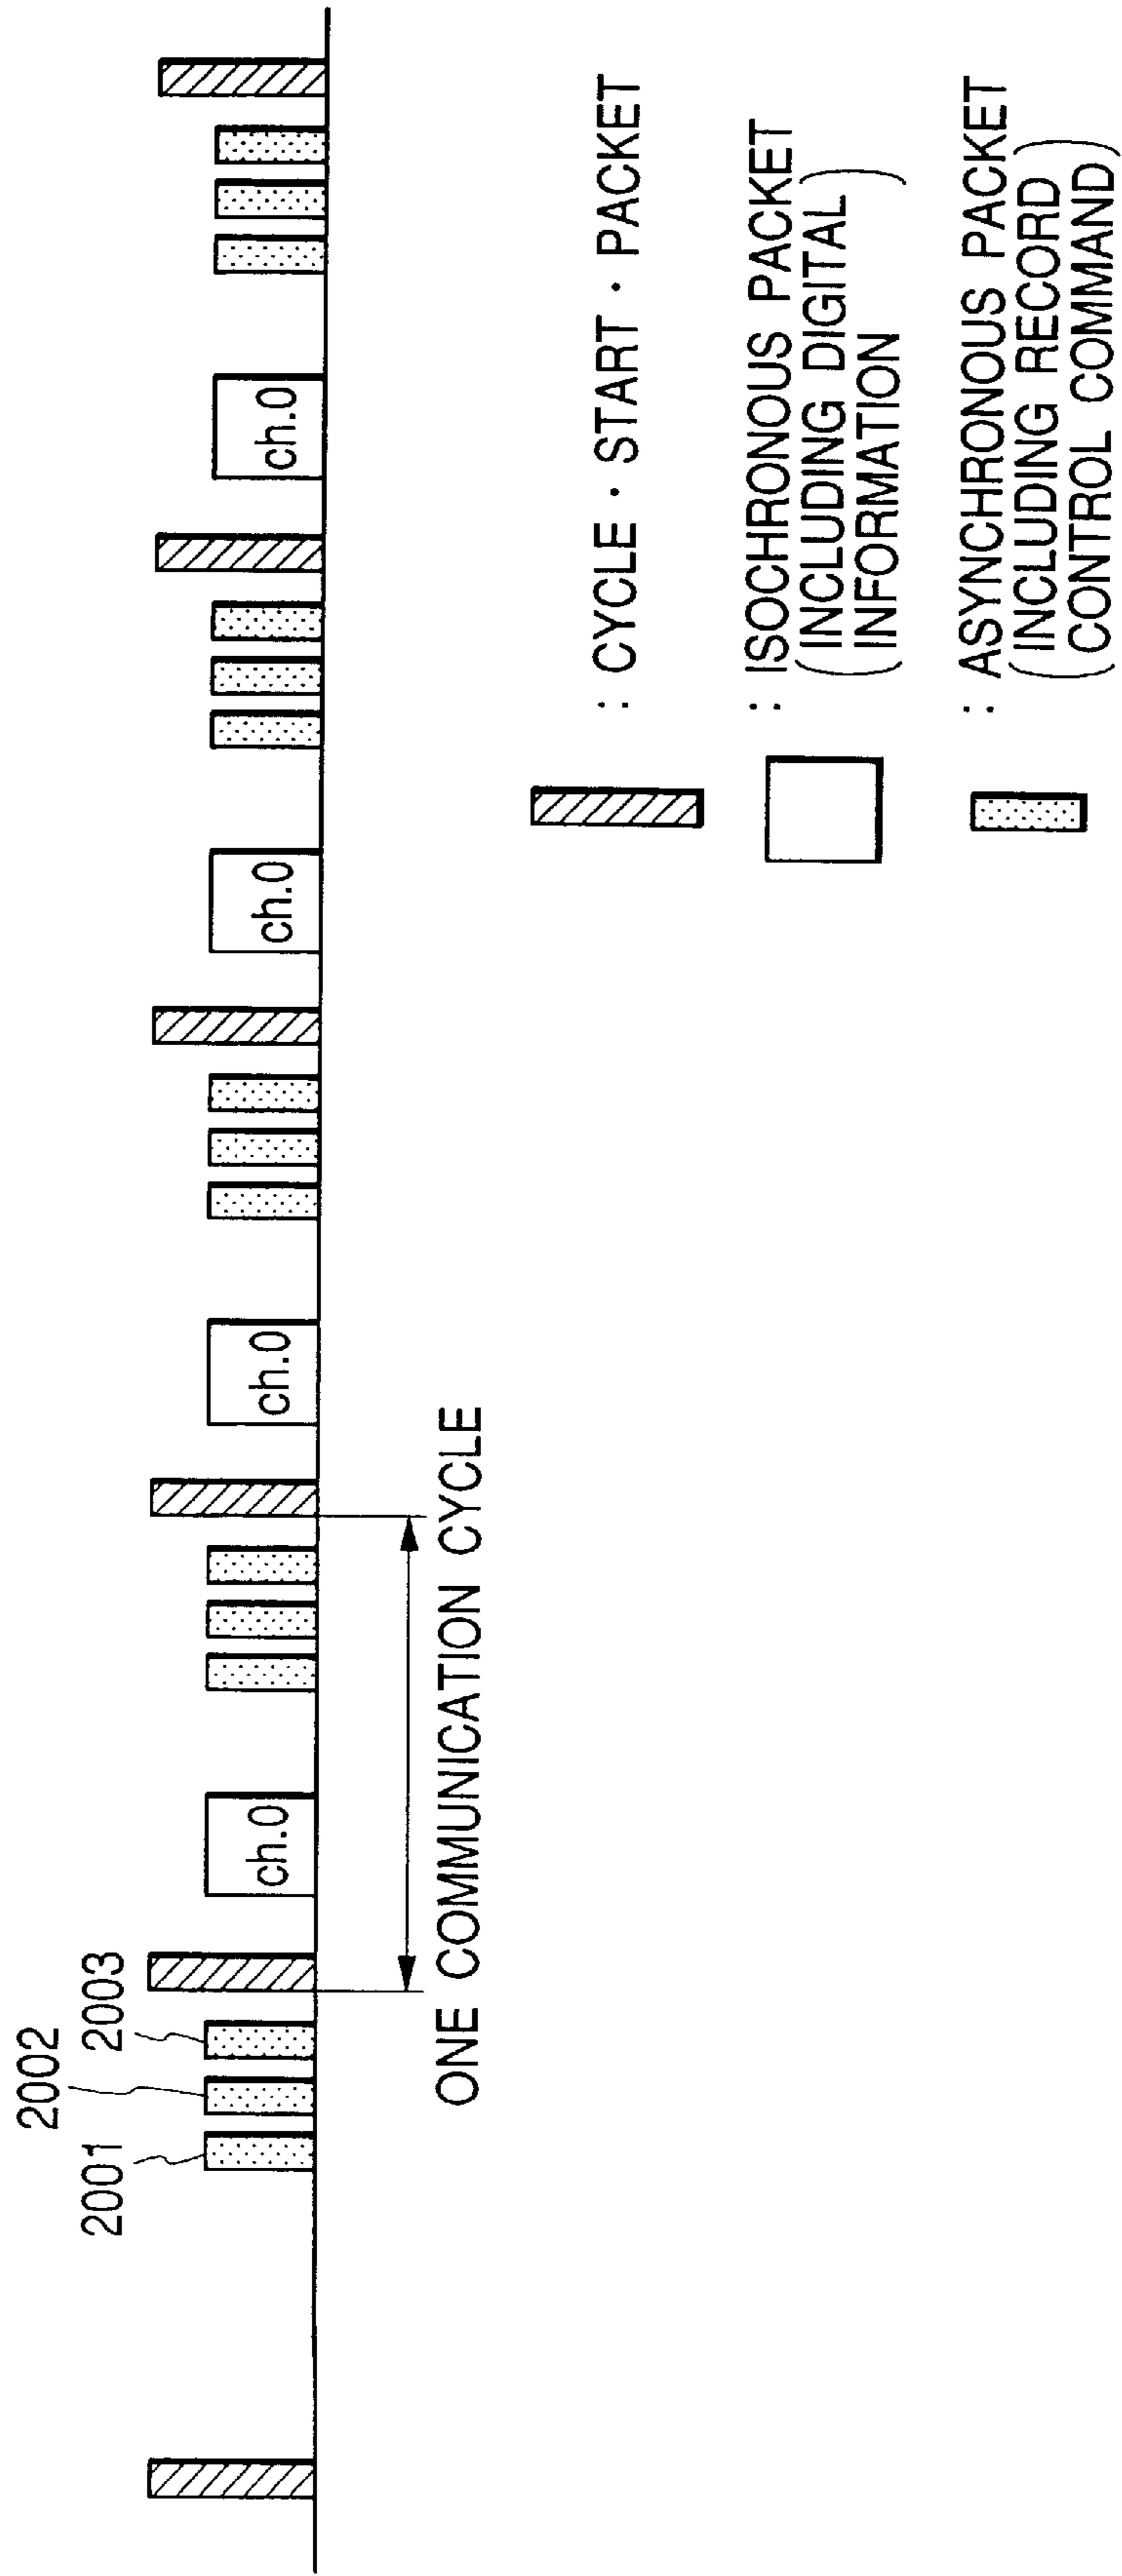 2002
2001
2003
ch.0
ch.0
ch.0
ch.0
ONE COMMUNICATION CYCLE
: CYCLE · START · PACKET
: ISOCHRONOUS PACKET
(INCLUDING DIGITAL
INFORMATION)
: ASYNCHRONOUS PACKET
(INCLUDING RECORD
CONTROL COMMAND)